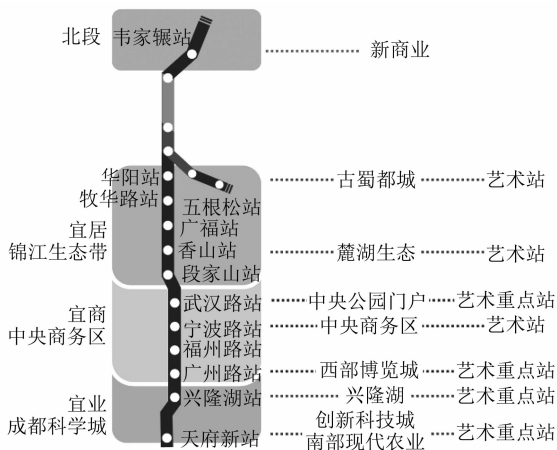 北段 韦家辗站 新商业
华阳站 古蜀都城 艺术站
牧华路站
五根松站
宜居
锦江生态带
广福站
香山站 麓湖生态 艺术站
段家山站
宜商
中央商务区
武汉路站 中央公园门户 艺术重点站
宁波路站 中央商务区 艺术站
福州路站
广州路站 西部博览城 艺术重点站
宜业
成都科学城
兴隆湖站 兴隆湖 艺术重点站
天府新站 创新科技城
南部现代农业 艺术重点站